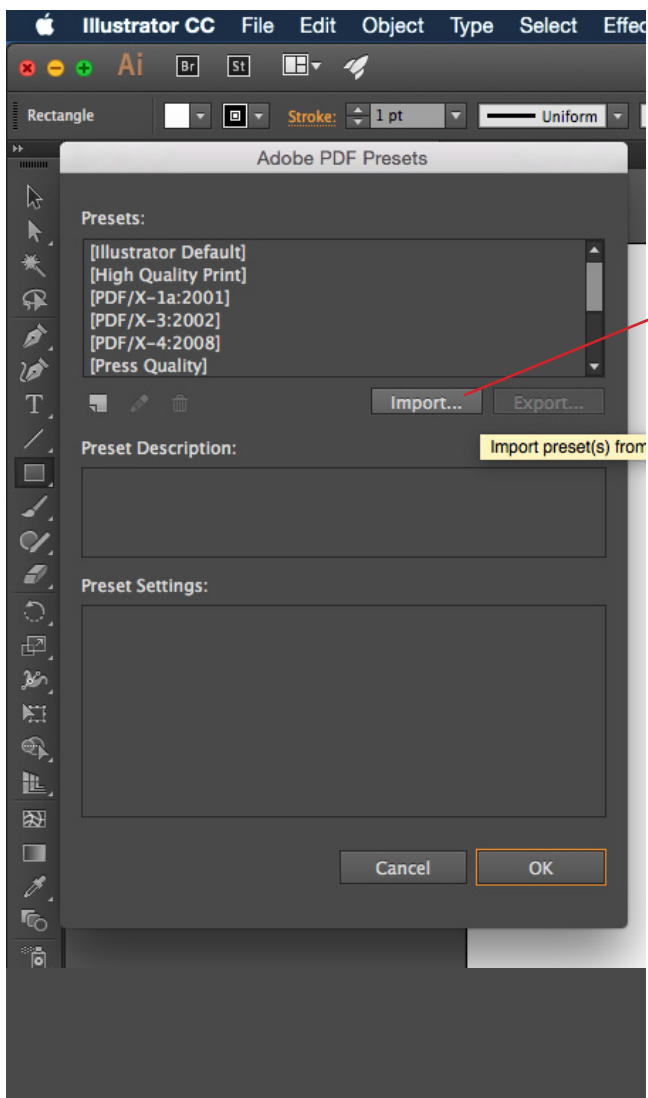 Illustrator CC File Edit Object Type Select Effec
Ai Br St
Rectangle Stroke: 1 pt Uniform
Adobe PDF Presets
Presets:
[Illustrator Default]
[High Quality Print]
[PDF/X-1a:2001]
[PDF/X-3:2002]
[PDF/X-4:2008]
[Press Quality]
Import... Export...
Import preset(s) from
Preset Description:
Preset Settings:
Cancel OK
T